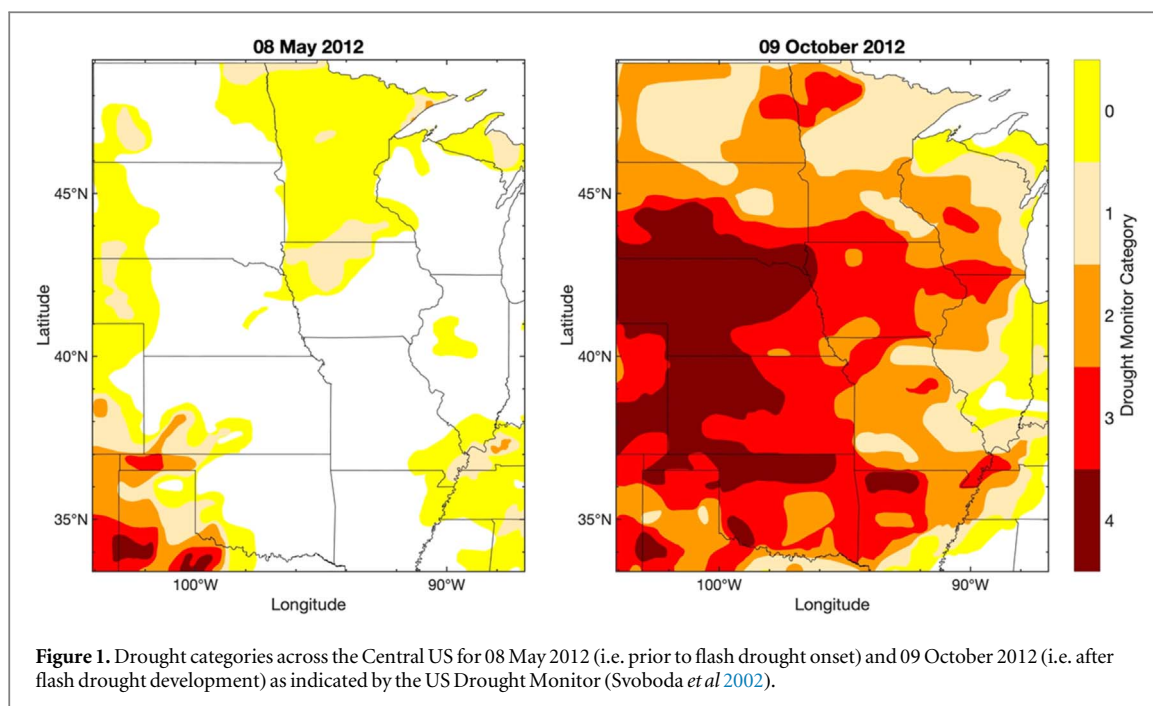 08 May 2012
09 October 2012
45°N
40°N
35°N
Latitude
100°W
90°W
Longitude
45°N
40°N
35°N
Latitude
100°W
90°W
Longitude
0
1
2
3
4
Drought Monitor Category
Figure 1. Drought categories across the Central US for 08 May 2012 (i.e. prior to flash drought onset) and 09 October 2012 (i.e. after
flash drought development) as indicated by the US Drought Monitor (Svoboda et al 2002).